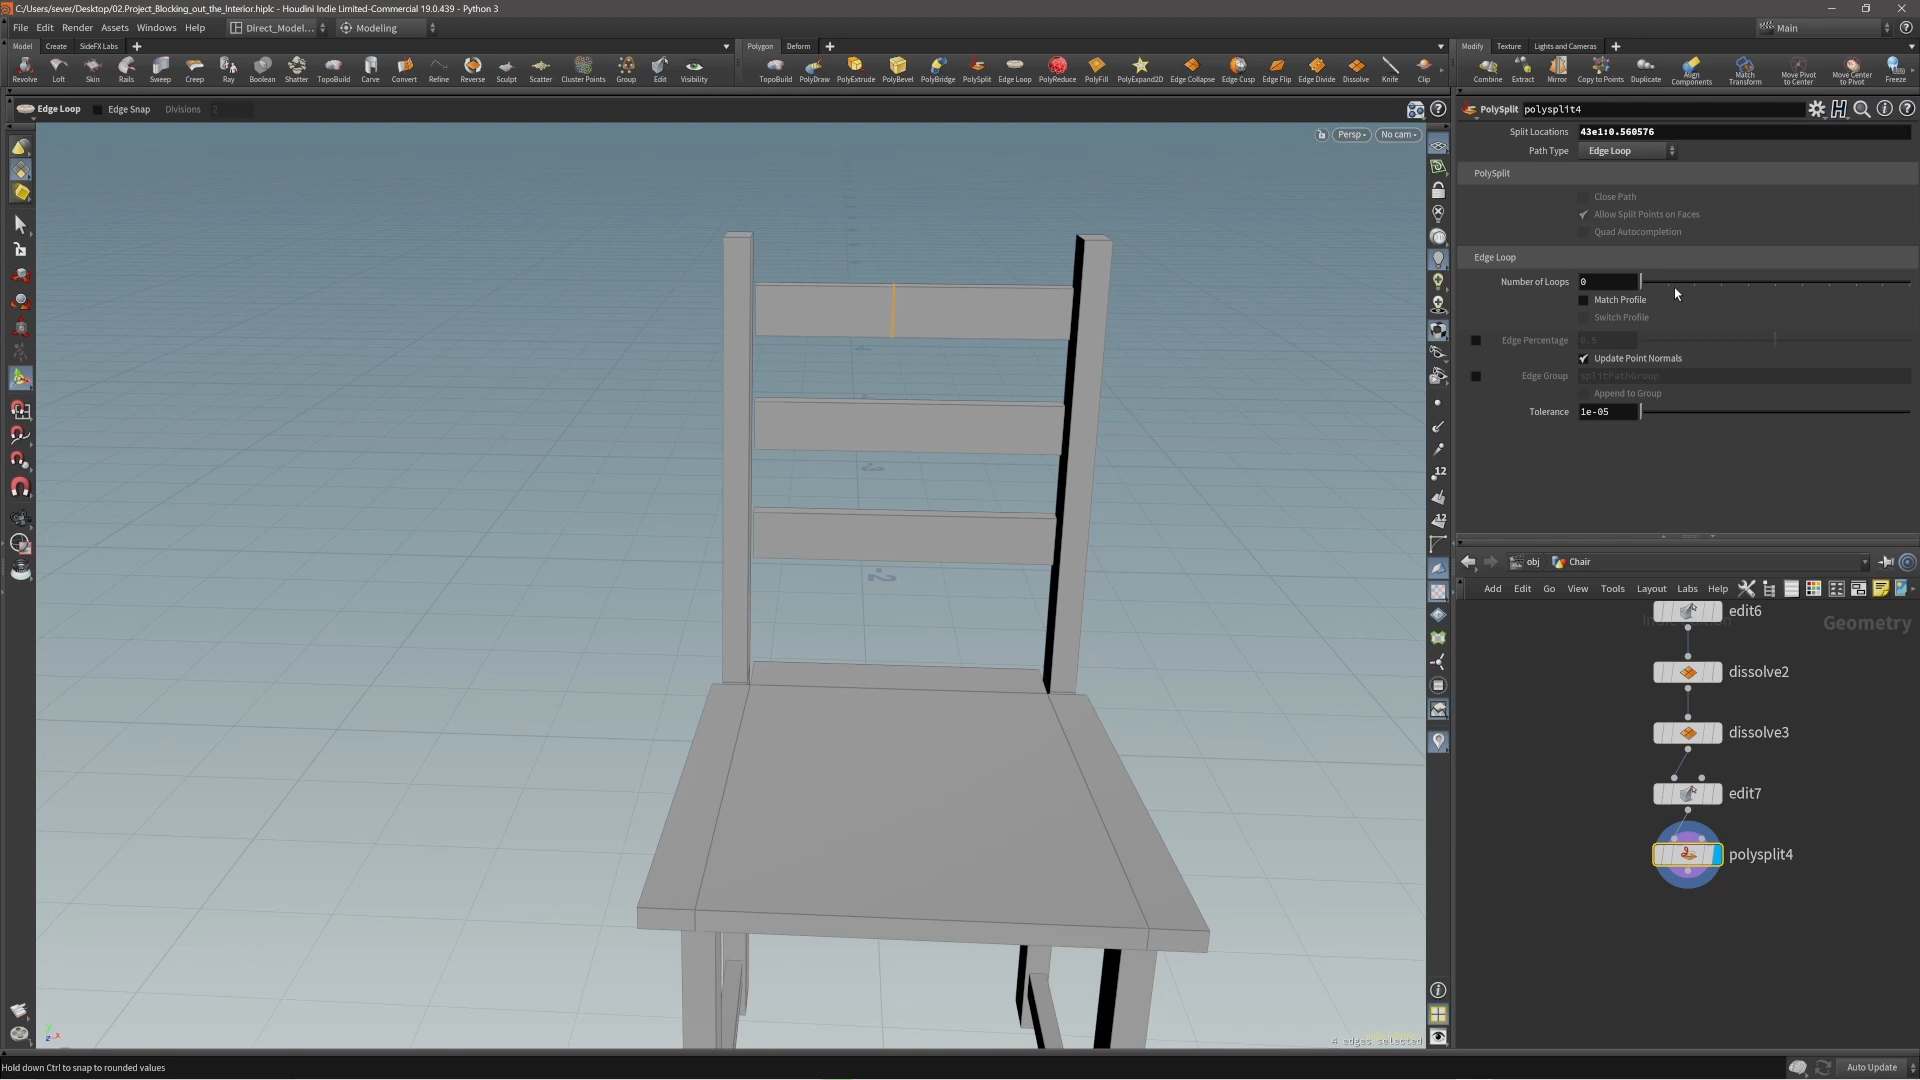 C:/Users/sever/Desktop/02.Project_Blocking_out_the_Interior.hiplc - Houdini Indie Limited-Commercial 19.0.439 - Python 3
File Edit Render Assets Windows Help Direct_Model... Modeling Main
Model Create SideFX Labs Polygon Deform Modify Texture Lights and Cameras
Revolve Loft Skin Rails Sweep Creep Carve Ray Boolean Shatter TopoBuild Carve Convert Refine Reverse Sculpt Scatter Cluster Points Group Edit Visibility TopoBuild PolyDraw PolyExtrude PolyBevel PolyBridge PolySplit Edge Loop PolyReduce PolyFill PolyExpand2D Edge Collapse Edge Cusp Edge Flip Edge Divide Dissolve Knife Clip Combine Extract Mirror Copy to Points Duplicate Align Components Match Transform Move Pivot to Center Move Center to Pivot Freeze
Edge Loop Edge Snap Divisions 2
PolySplit polysplit4
Persp No cam
Split Locations 43e1:0.560576
Path Type Edge Loop
PolySplit
Close Path
Allow Split Points on Faces
Quad Autocompletion
Edge Loop
Number of Loops 0
Match Profile
Switch Profile
Edge Percentage 0.5
Update Point Normals
Edge Group splitPathGroup
Append to Group
Tolerance 1e-05
12
12
obj Chair
Add Edit Go View Tools Layout Labs Help
edit6
Geometry
dissolve2
dissolve3
edit7
polysplit4
4 edges selected
Hold down Ctrl to snap to rounded values
Auto Update